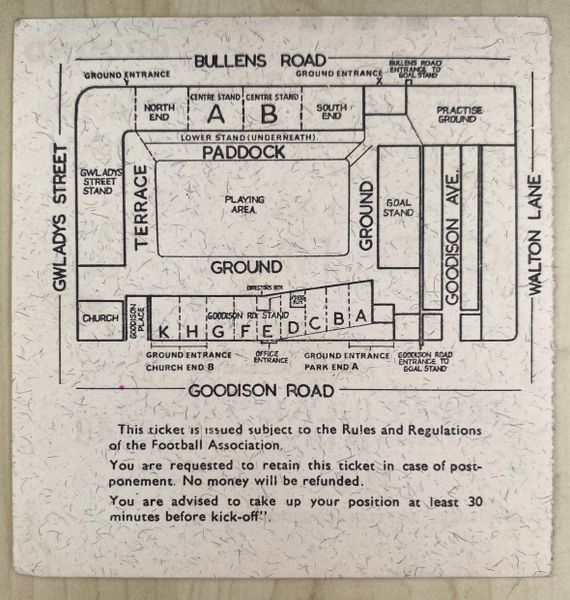 BULLENS ROAD
GROUND ENTRANCE
Y
GROUND ENTRANCE
X
BULLENS ROAD
ENTRANCE TO
GOAL STAND
NORTH
END
CENTRE STAND
A
CENTRE STAND
B
SOUTH
END
PRACTISE
GROUND
LOWER STAND (UNDERNEATH)
PADDOCK
GWLADYS STREET
GWLADYS
STREET
STAND
TERRACE
PLAYING
AREA
GROUND
GOAL
STAND
GOODISON AVE.
WALTON LANE
GROUND
DIRECTORS BOX
CHURCH
GOODISON
PLACE
GOODISON RD. STAND
K H G F E D C B A
GROUND ENTRANCE
CHURCH END B
OFFICE
ENTRANCE
GROUND ENTRANCE
PARK END A
GOODISON ROAD
ENTRANCE TO
GOAL STAND
GOODISON ROAD
This ticket is issued subject to the Rules and Regulations
of the Football Association.
You are requested to retain this ticket in case of post-
ponement. No money will be refunded.
You are advised to take up your position at least 30
minutes before kick-off".